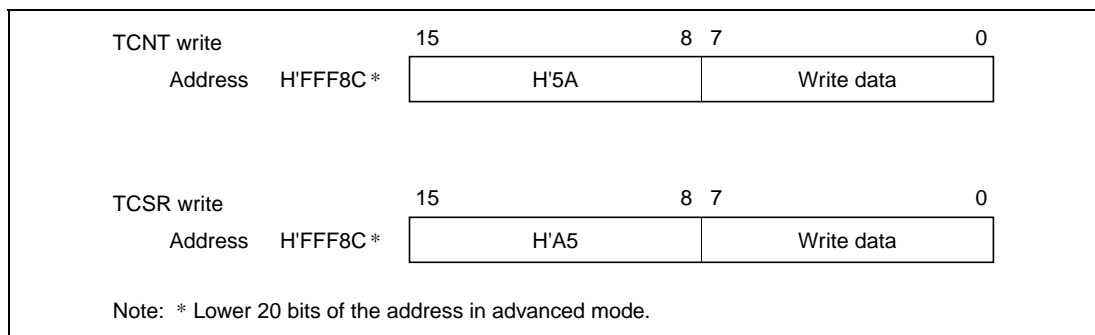 TCNT write 15 8 7 0
Address H'FFF8C * H'5A Write data
TCSR write 15 8 7 0
Address H'FFF8C * H'A5 Write data
Note: * Lower 20 bits of the address in advanced mode.